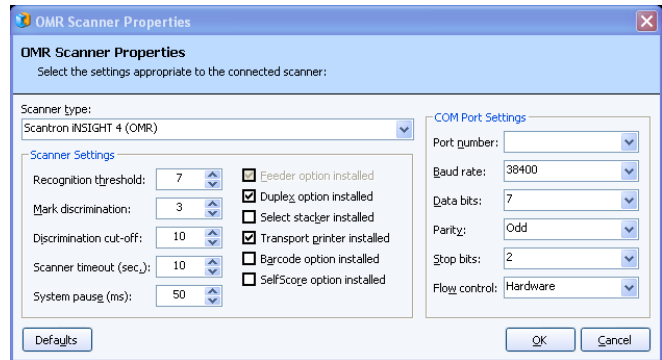 OMR Scanner Properties
OMR Scanner Properties
Select the settings appropriate to the connected scanner:
Scanner type:
Scantron iNSIGHT 4 (OMR)
Scanner Settings
Recognition threshold: 7
Mark discrimination: 3
Discrimination cut-off: 10
Scanner timeout (sec.): 10
System pause (ms): 50
Feeder option installed
Duplex option installed
Select stacker installed
Transport printer installed
Barcode option installed
SelfScore option installed
COM Port Settings
Port number:
Baud rate: 38400
Data bits: 7
Parity: Odd
Stop bits: 2
Flow control: Hardware
Defaults
OK
Cancel